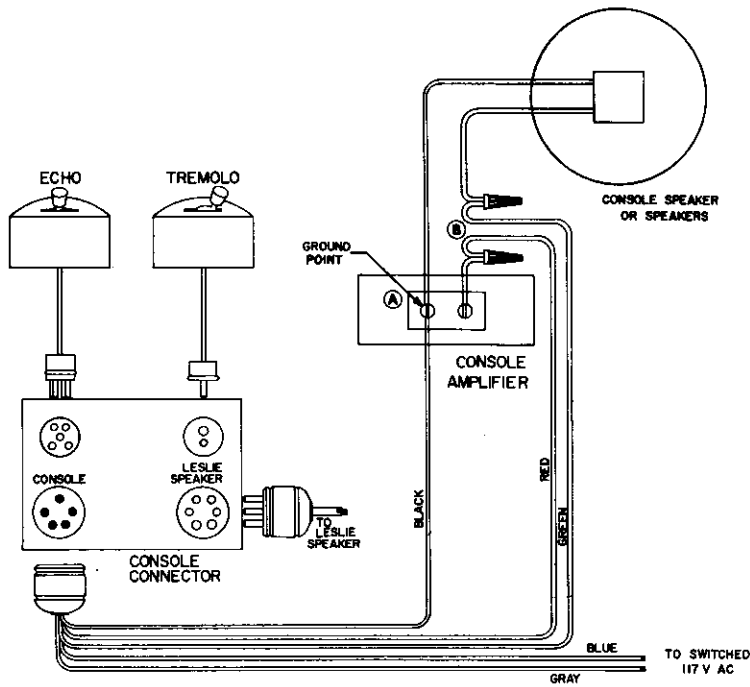 ECHO
TREMOLO
CONSOLE SPEAKER
OR SPEAKERS
B
GROUND
POINT
A
CONSOLE
AMPLIFIER
CONSOLE
LESLIE
SPEAKER
TO
LESLIE
SPEAKER
CONSOLE
CONNECTOR
BLACK
RED
GREEN
BLUE
GRAY
TO SWITCHED
117 V AC